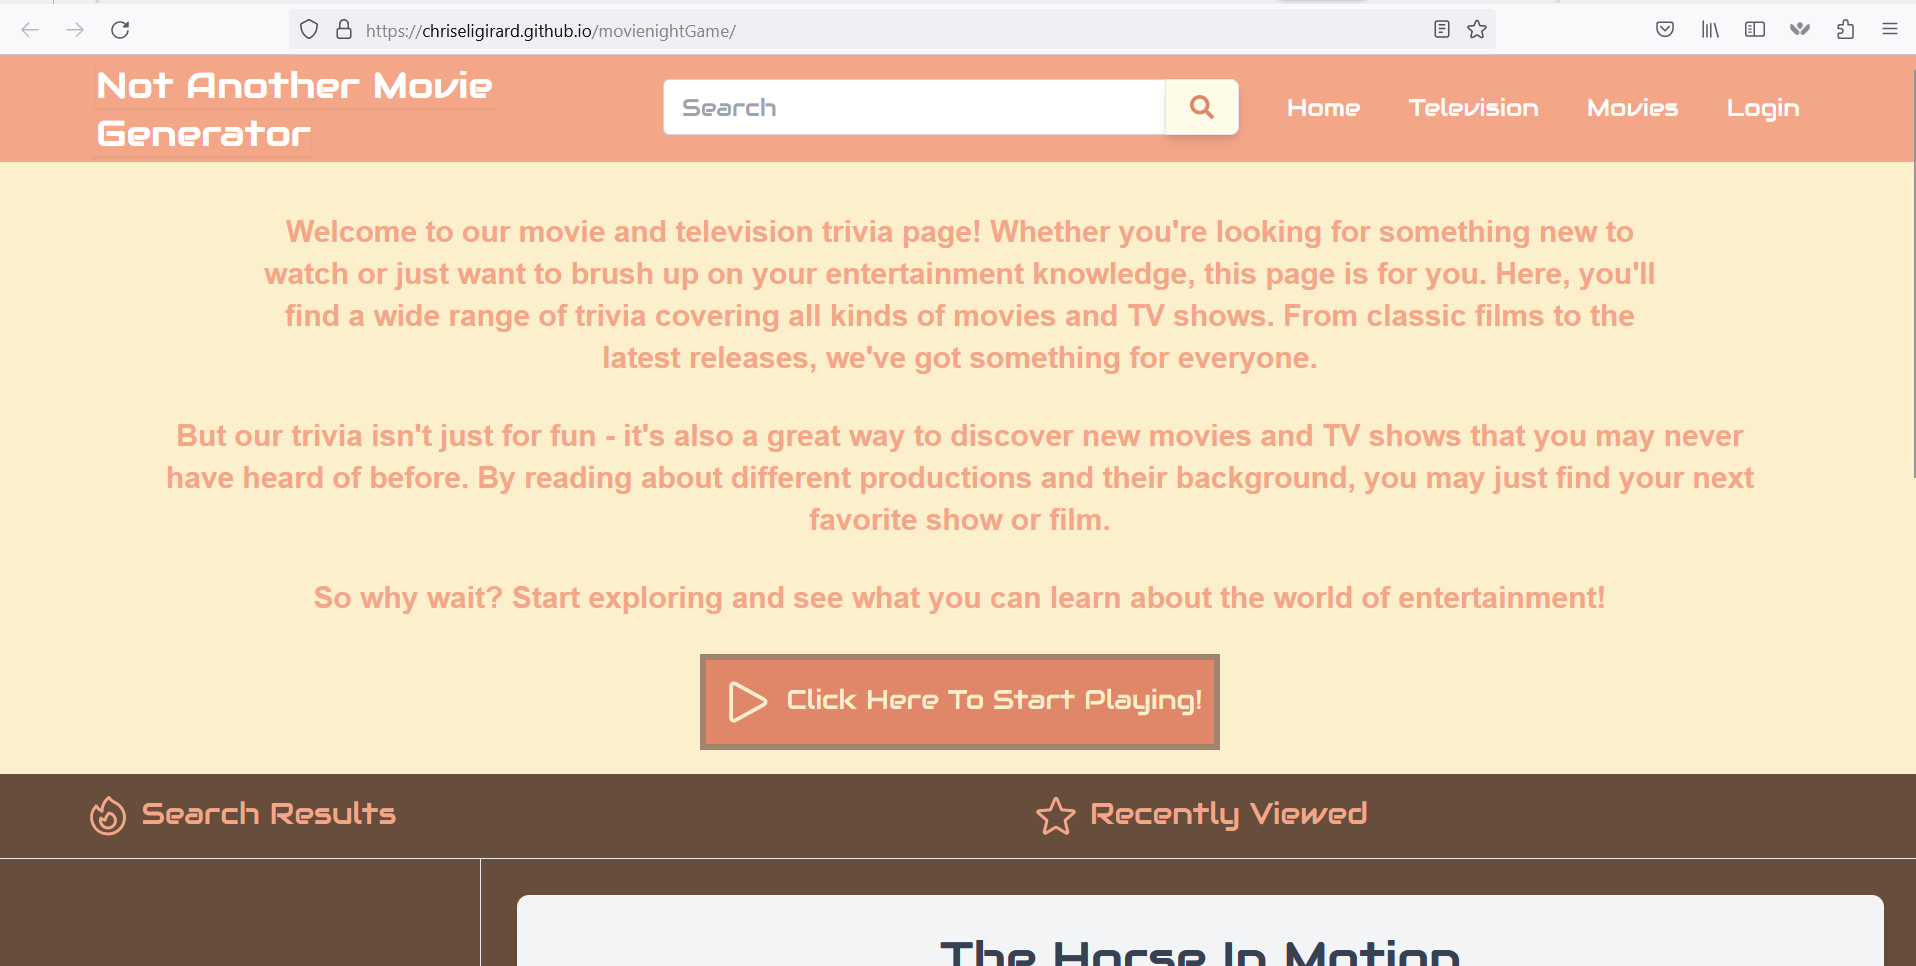 https://chriseligirard.github.io/movienightGame/
Not Another Movie
Generator
Search
Home Television Movies Login
Welcome to our movie and television trivia page! Whether you're looking for something new to
watch or just want to brush up on your entertainment knowledge, this page is for you. Here, you'll
find a wide range of trivia covering all kinds of movies and TV shows. From classic films to the
latest releases, we've got something for everyone.
But our trivia isn't just for fun - it's also a great way to discover new movies and TV shows that you may never
have heard of before. By reading about different productions and their background, you may just find your next
favorite show or film.
So why wait? Start exploring and see what you can learn about the world of entertainment!
Click Here To Start Playing!
Search Results
Recently Viewed
The Horse In Motion